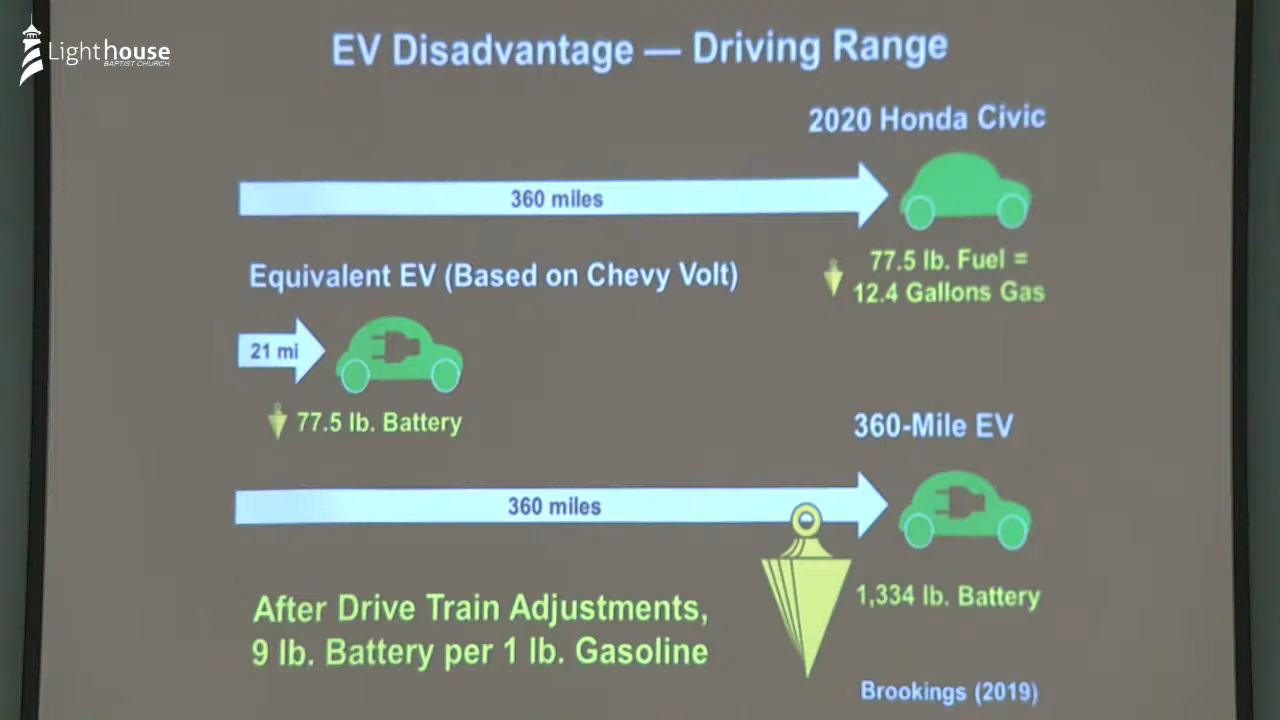 Lighthouse
BAPTIST CHURCH
EV Disadvantage — Driving Range
2020 Honda Civic
360 miles
77.5 lb. Fuel =
12.4 Gallons Gas
Equivalent EV (Based on Chevy Volt)
21 mi
77.5 lb. Battery
360-Mile EV
360 miles
1,334 lb. Battery
After Drive Train Adjustments,
9 lb. Battery per 1 lb. Gasoline
Brookings (2019)